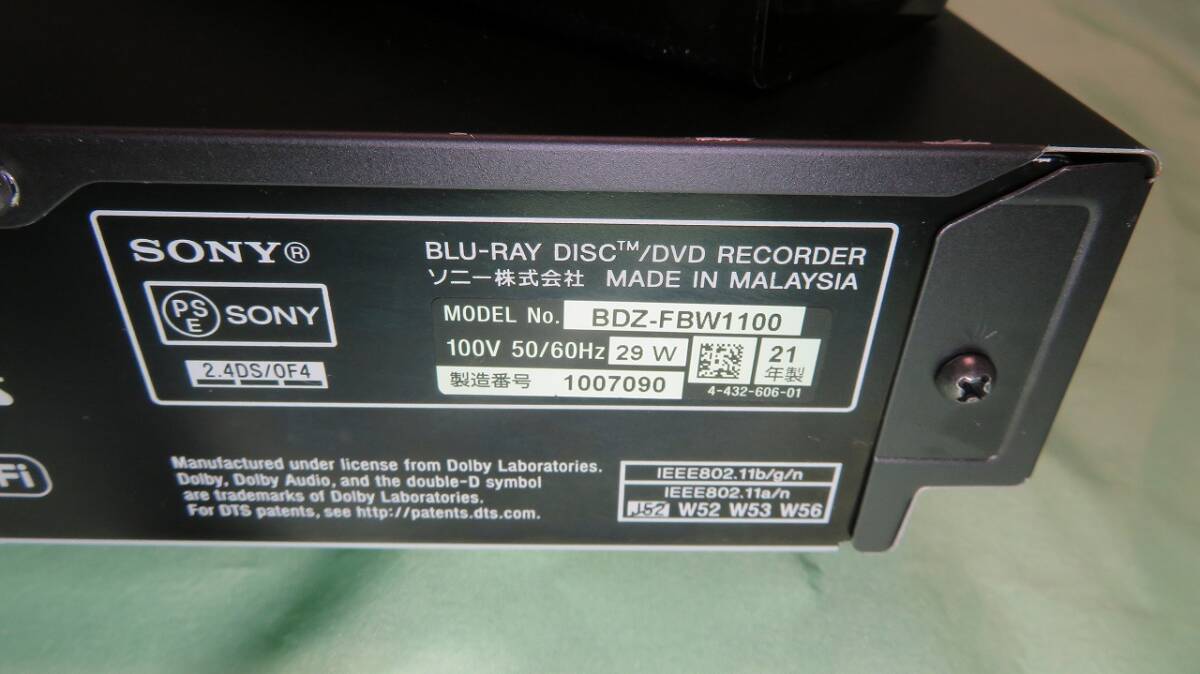 SONY®
BLU-RAY DISC™/DVD RECORDER
ソニー株式会社 MADE IN MALAYSIA
PSE SONY
MODEL No. BDZ-FBW1100
100V 50/60Hz 29 W
21年製
2.4DS/OF4
製造番号 1007090
4-432-606-01
Fi
Manufactured under license from Dolby Laboratories.
Dolby, Dolby Audio, and the double-D symbol
are trademarks of Dolby Laboratories.
For DTS patents, see http://patents.dts.com.
IEEE802.11b/g/n
IEEE802.11a/n
J52 W52 W53 W56